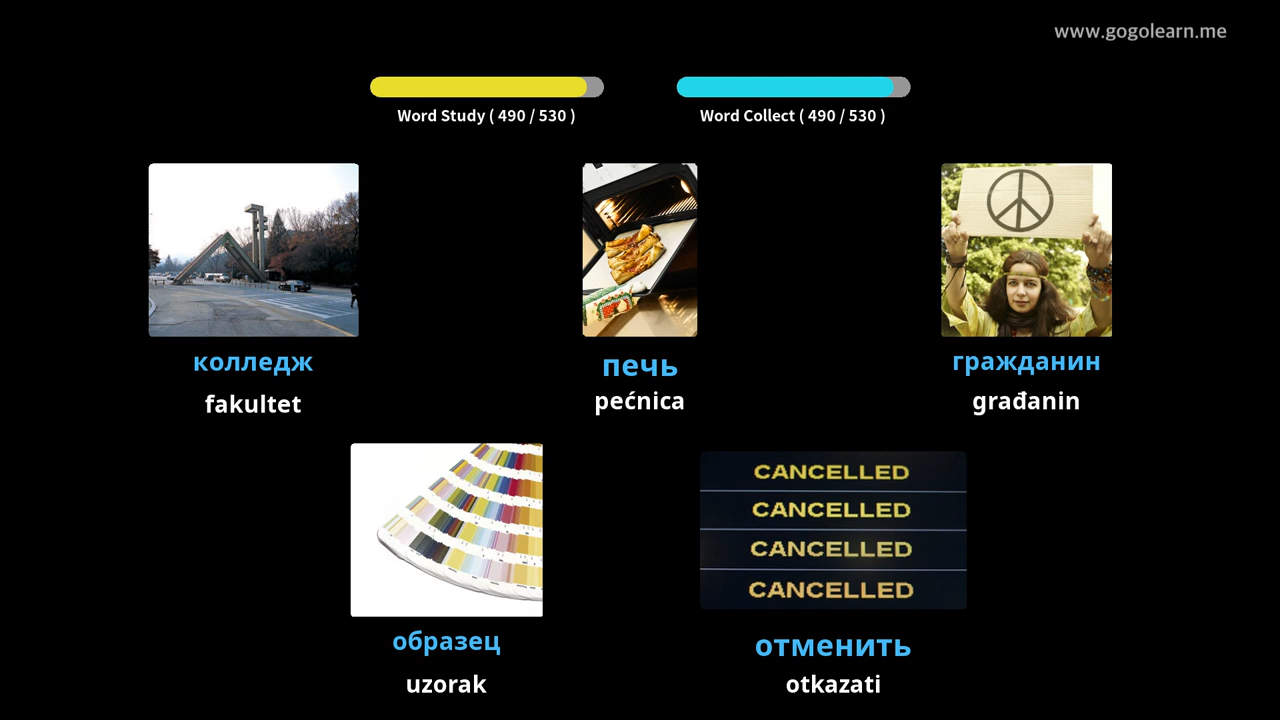 www.gogolearn.me
Word Study ( 490 / 530 )
Word Collect ( 490 / 530 )
колледж
fakultet
печь
pećnica
гражданин
građanin
CANCELLED
CANCELLED
CANCELLED
CANCELLED
образец
uzorak
отменить
otkazati